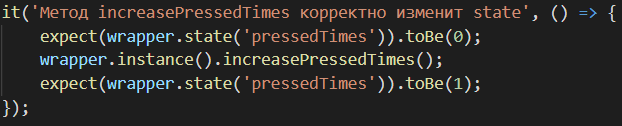 it('Метод increasePressedTimes корректно изменит state', () => {
    expect(wrapper.state('pressedTimes')).toBe(0);
    wrapper.instance().increasePressedTimes();
    expect(wrapper.state('pressedTimes')).toBe(1);
});